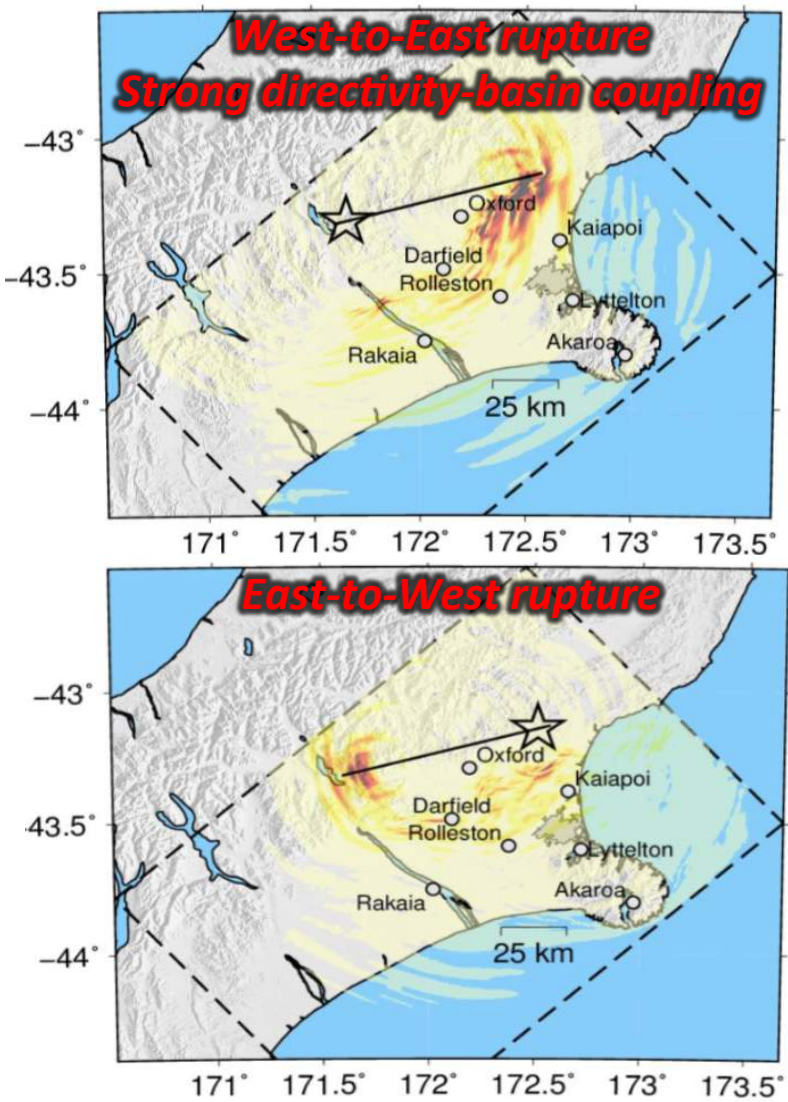 West-to-East rupture
Strong directivity-basin coupling
−43°
Oxford
Kaiapoi
Darfield
−43.5°
Rolleston
Lyttelton
Akaroa
Rakaia
25 km
−44°
171° 171.5° 172° 172.5° 173° 173.5°
East-to-West rupture
−43°
Oxford
Kaiapoi
Darfield
−43.5°
Rolleston
Lyttelton
Akaroa
Rakaia
25 km
−44°
171° 171.5° 172° 172.5° 173° 173.5°